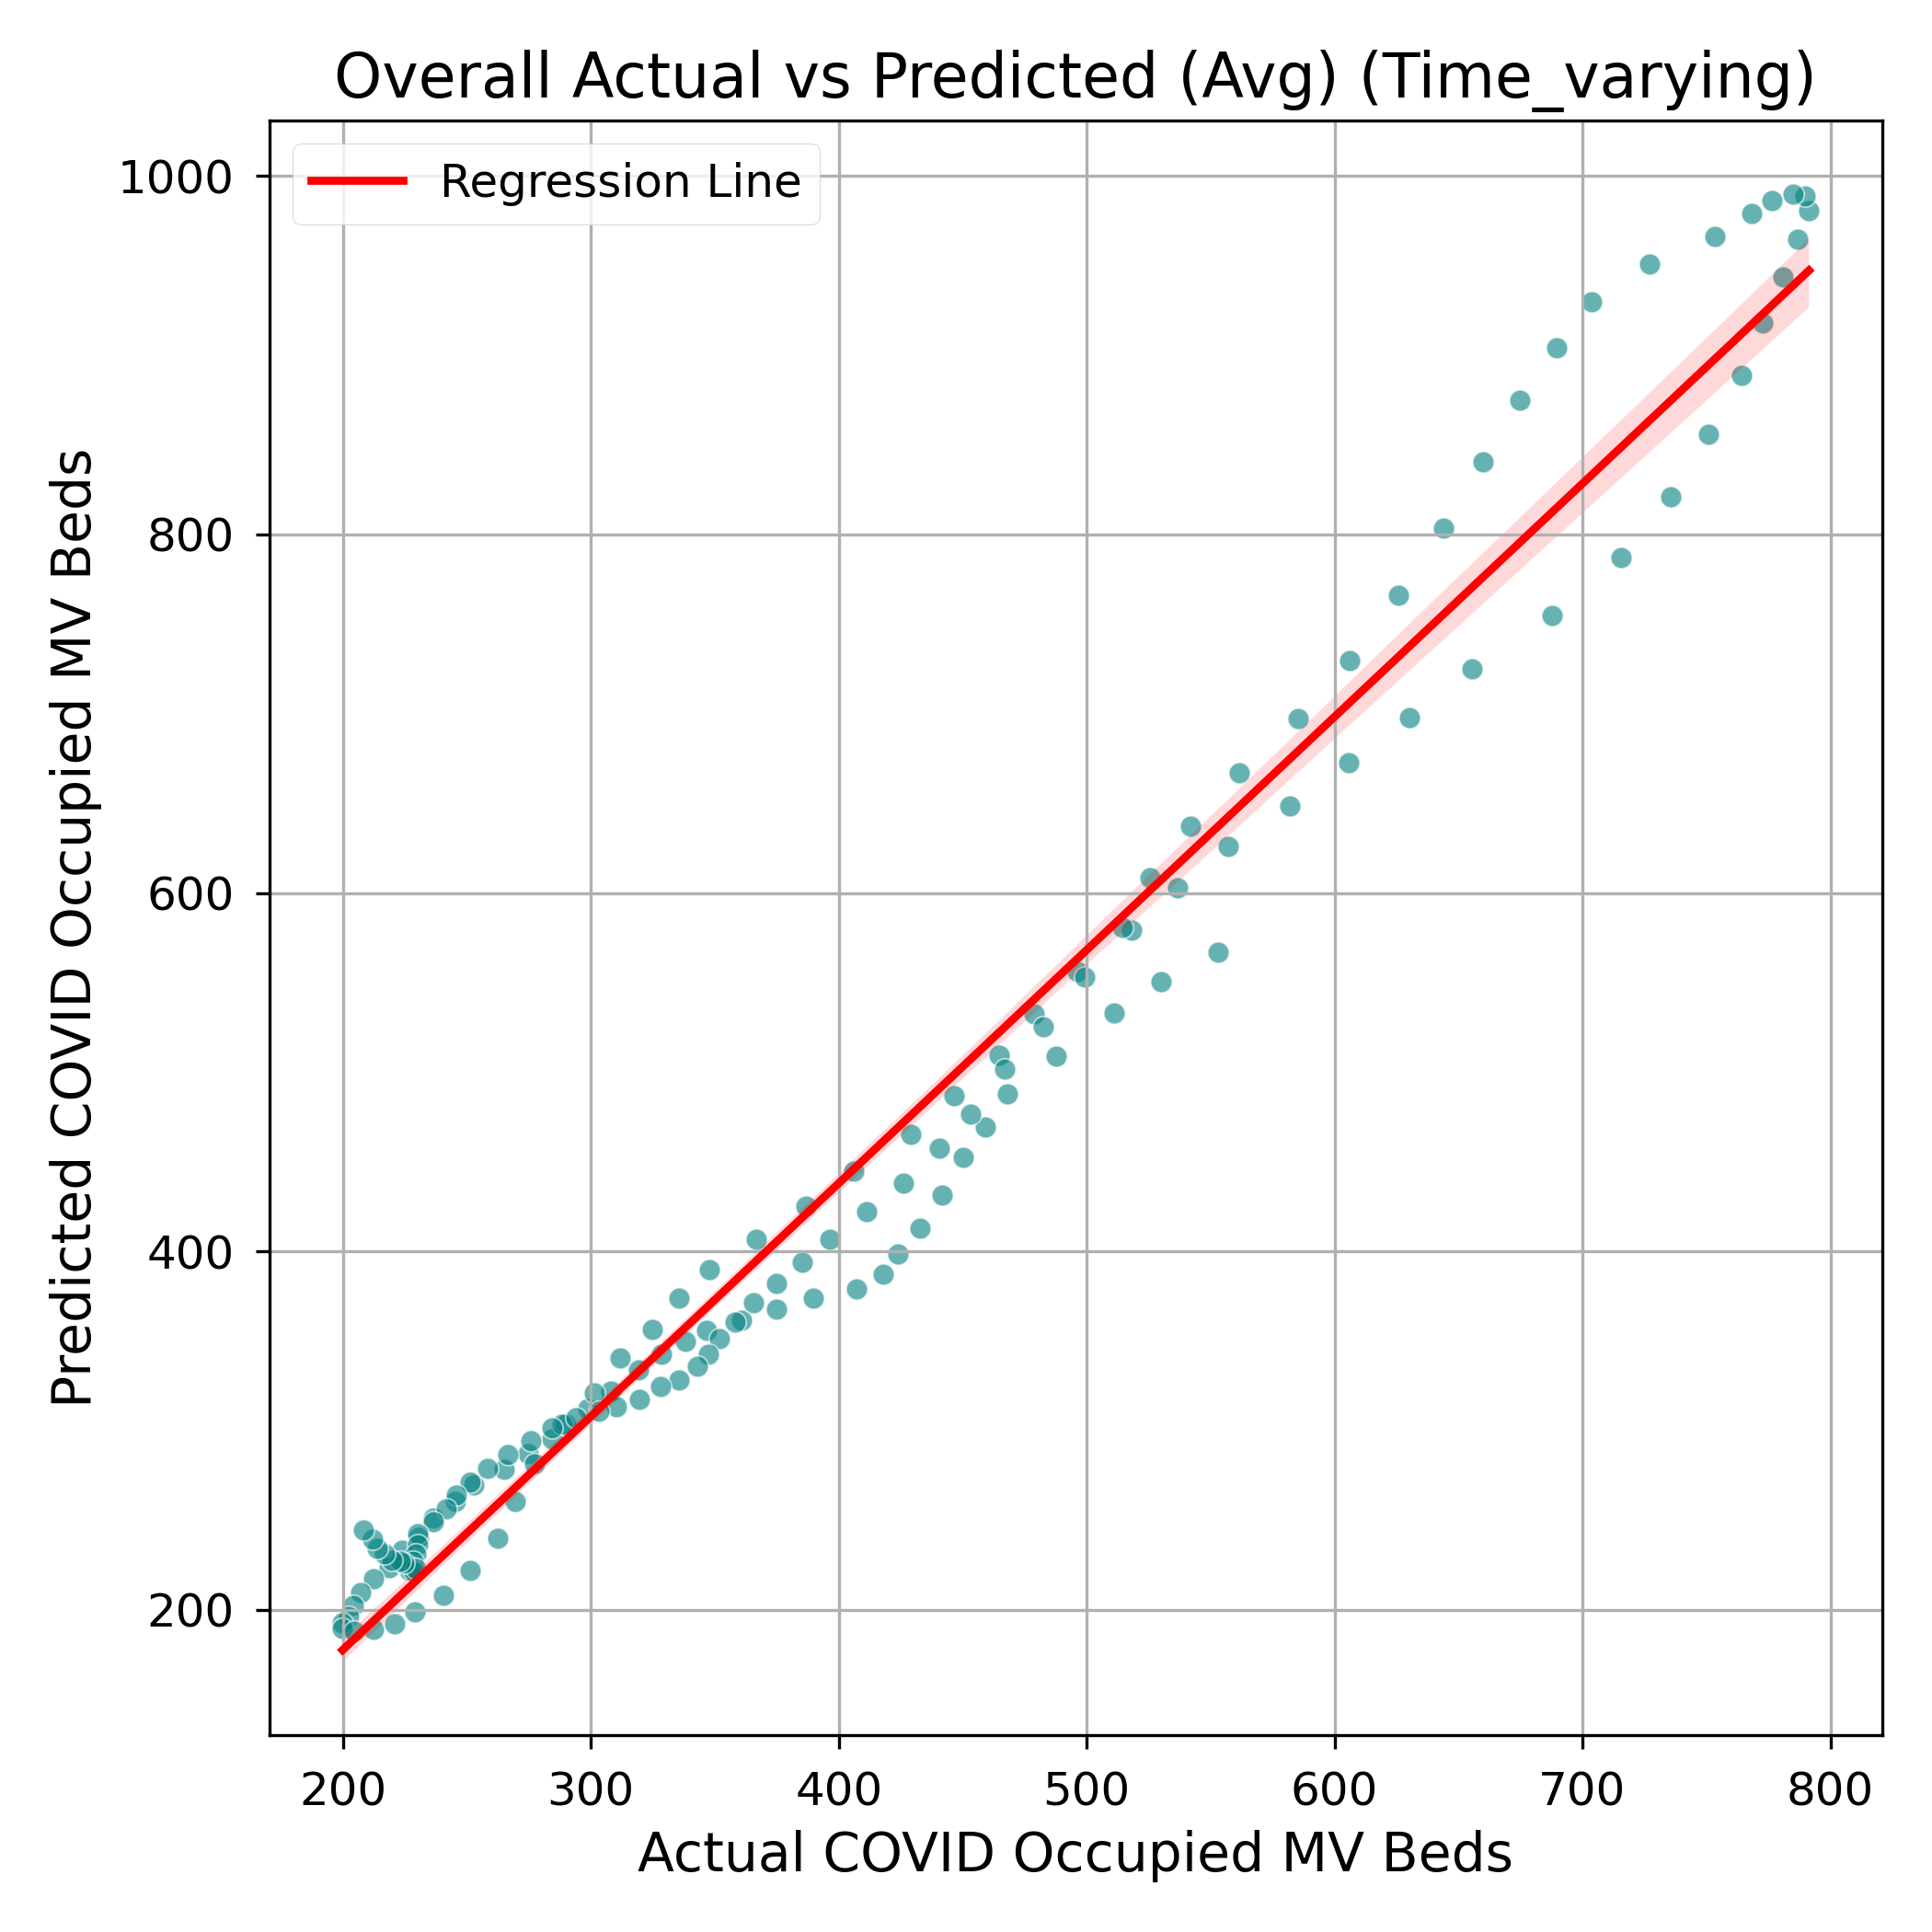 Overall Actual vs Predicted (Avg) (Time_varying)
Regression Line
Predicted COVID Occupied MV Beds
1000
800
600
400
200
200 300 400 500 600 700 800
Actual COVID Occupied MV Beds